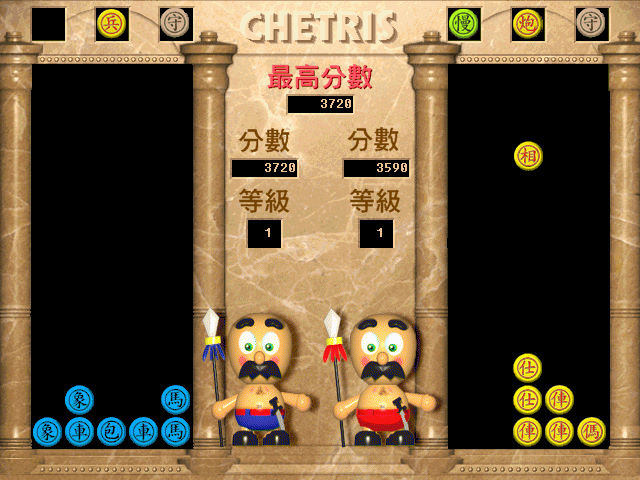 兵 守 CHETRIS 慢 炮 守
最高分數
3720
分數 分數
3720 3590
等級 等級
1 1
相
仕
象 馬 仕 俥
象 車 包 車 馬 仕 俥 傌